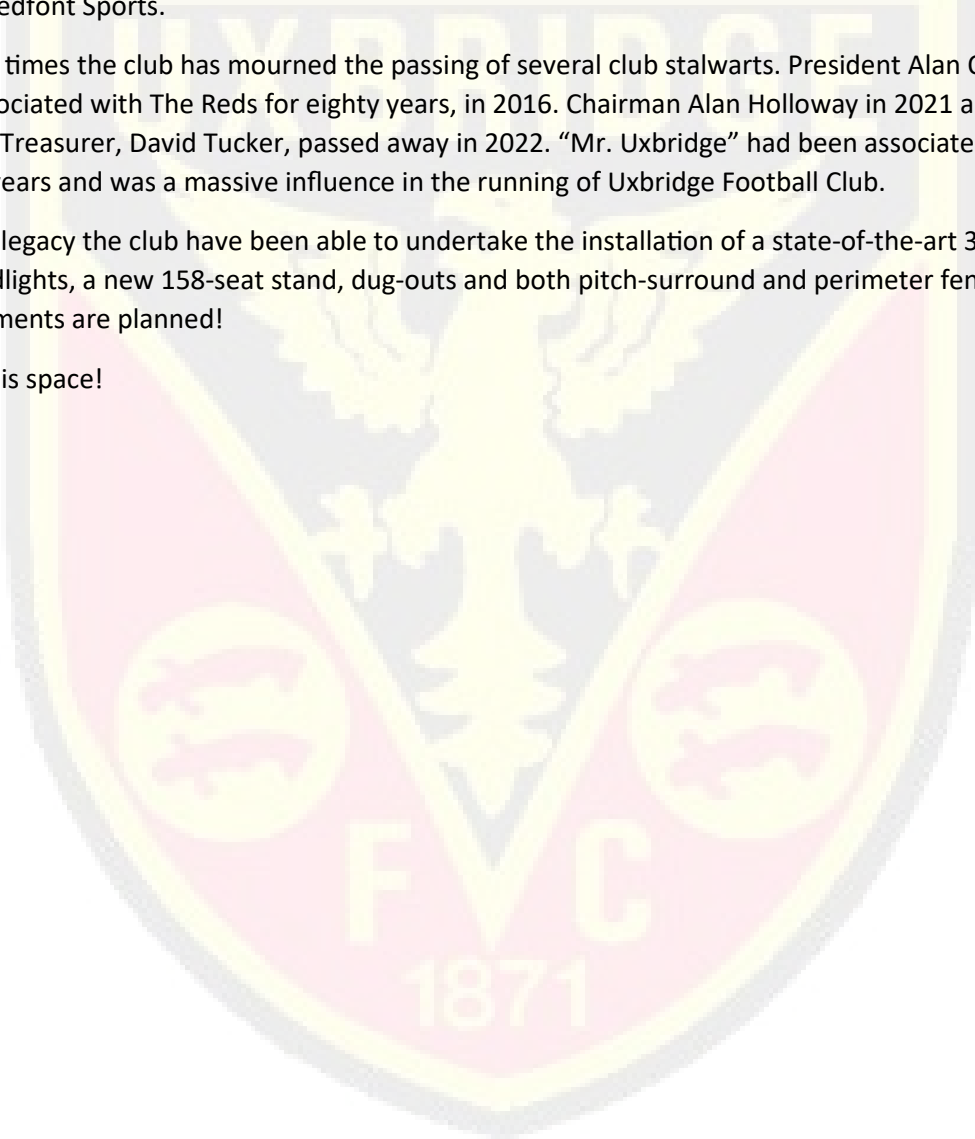 edfont Sports.
UXBRIDGE
times the club has mourned the passing of several club stalwarts. President Alan
ociated with The Reds for eighty years, in 2016. Chairman Alan Holloway in 2021 a
Treasurer, David Tucker, passed away in 2022. “Mr. Uxbridge” had been associate
ears and was a massive influence in the running of Uxbridge Football Club.
legacy the club have been able to undertake the installation of a state-of-the-art 3
dlights, a new 158-seat stand, dug-outs and both pitch-surround and perimeter fen
ments are planned!
is space!
F C
1871